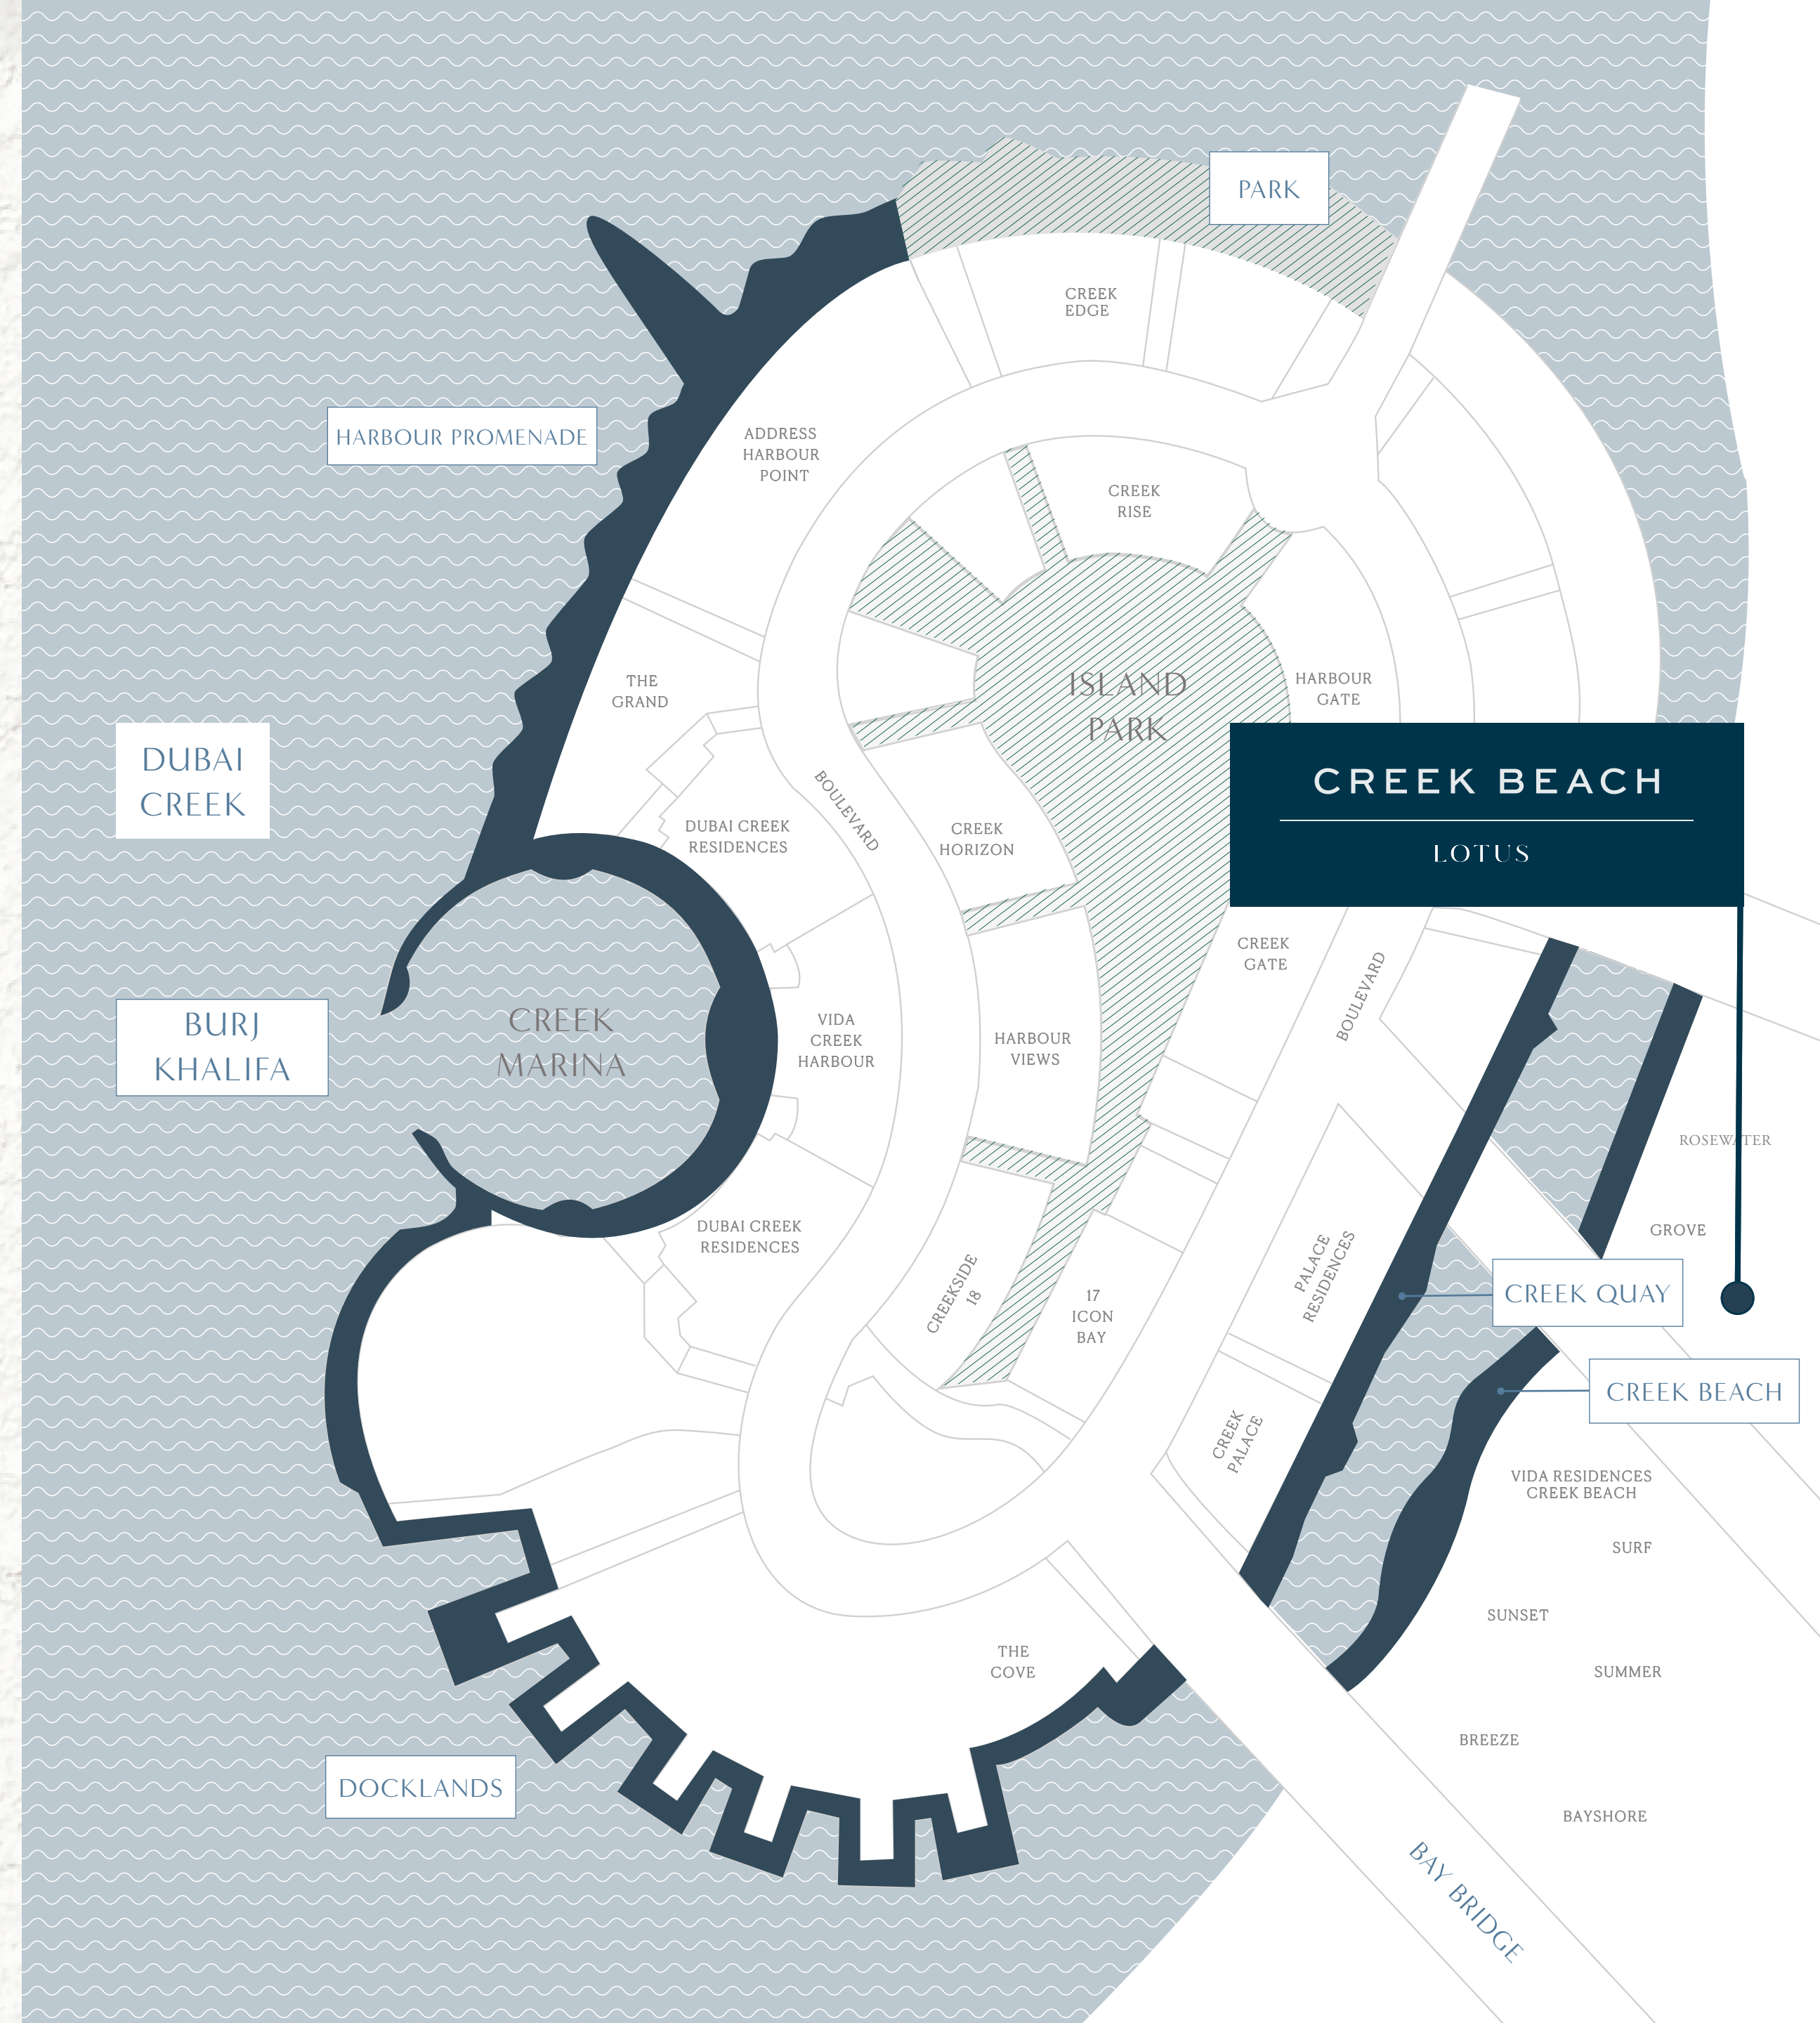 PARK
CREEK
EDGE
HARBOUR PROMENADE
ADDRESS
HARBOUR
POINT
CREEK
RISE
THE
GRAND
ISLAND
PARK
HARBOUR
GATE
DUBAI
CREEK
CREEK BEACH
LOTUS
BOULEVARD
DUBAI CREEK
RESIDENCES
CREEK
HORIZON
CREEK
GATE
BOULEVARD
BURJ
KHALIFA
CREEK
MARINA
VIDA
CREEK
HARBOUR
HARBOUR
VIEWS
ROSEWATER
DUBAI CREEK
RESIDENCES
GROVE
CREEKSIDE
18
17
ICON
BAY
PALACE
RESIDENCES
CREEK QUAY
CREEK BEACH
CREEK
PALACE
VIDA RESIDENCES
CREEK BEACH
SURF
SUNSET
THE
COVE
SUMMER
BREEZE
DOCKLANDS
BAYSHORE
BAY BRIDGE